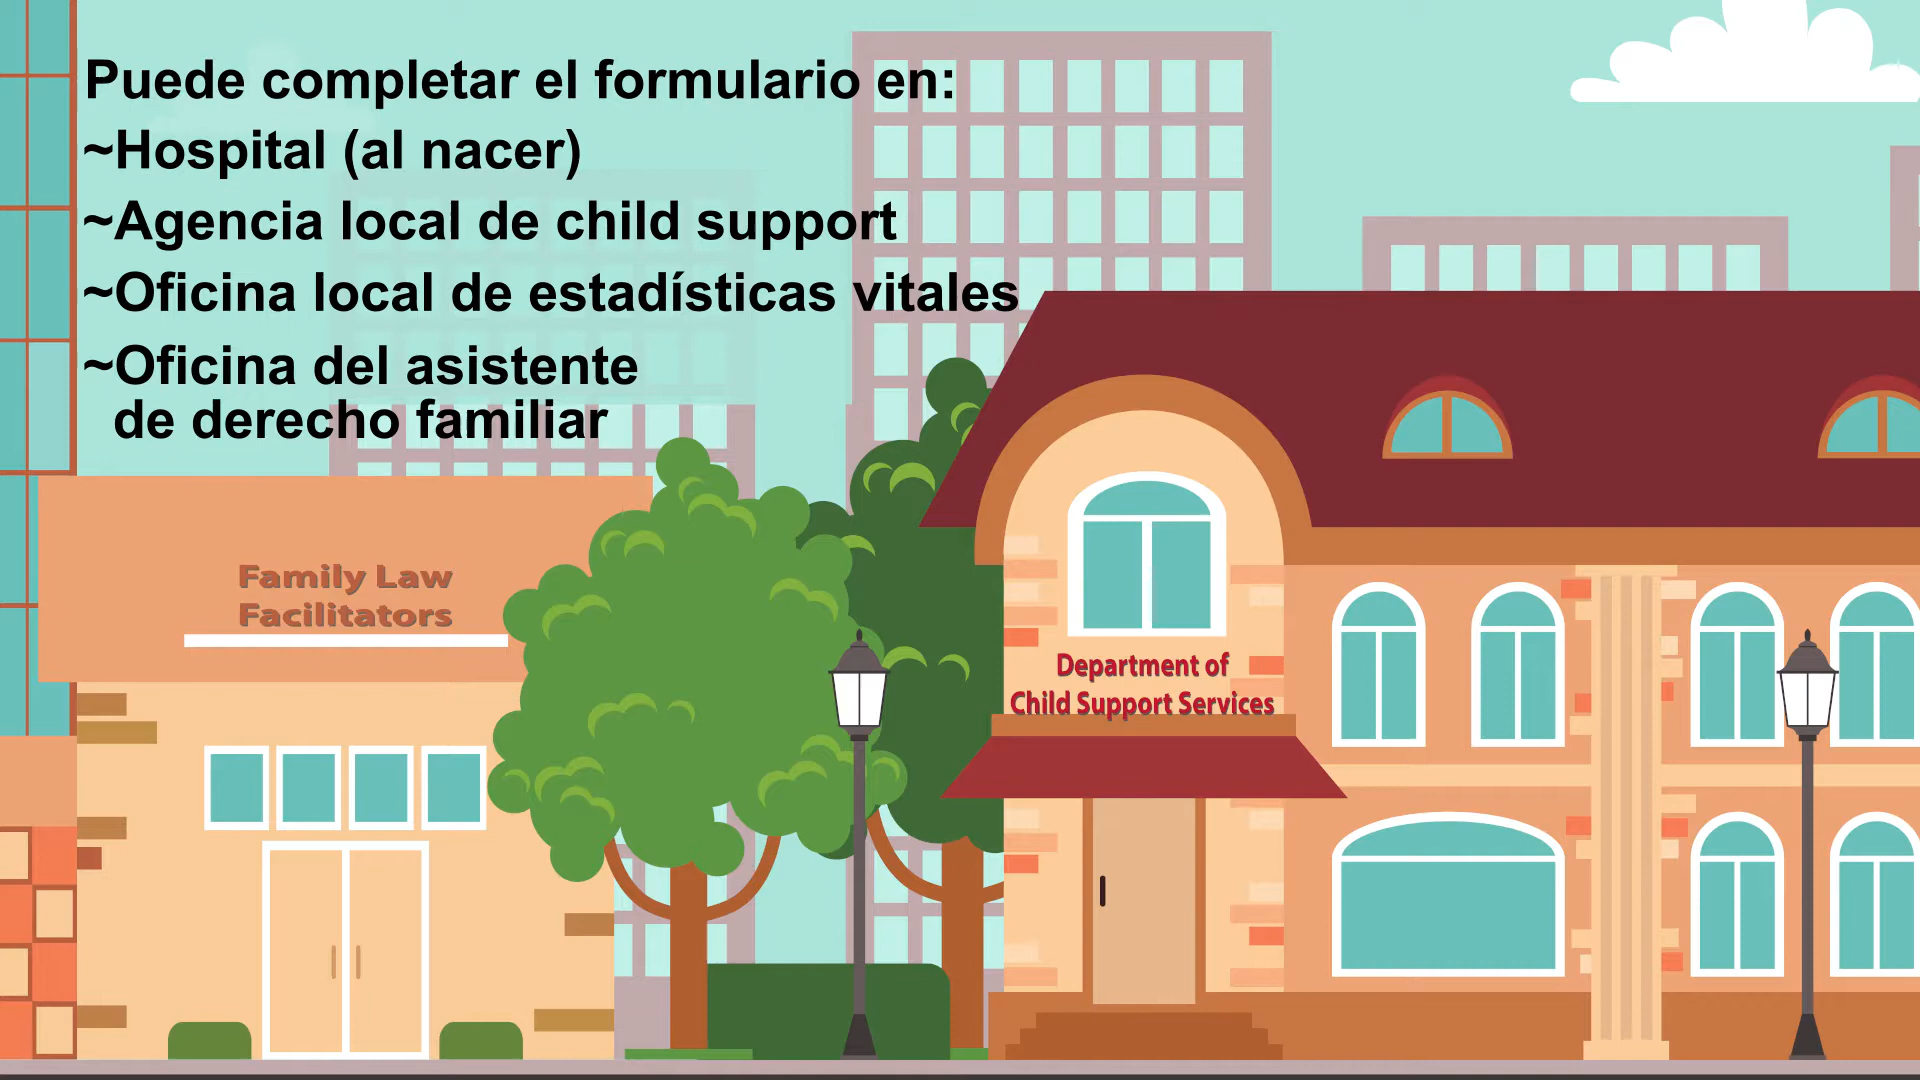 Puede completar el formulario en:
~Hospital (al nacer)
~Agencia local de child support
~Oficina local de estadísticas vitales
~Oficina del asistente
de derecho familiar
Family Law
Facilitators
Department of
Child Support Services